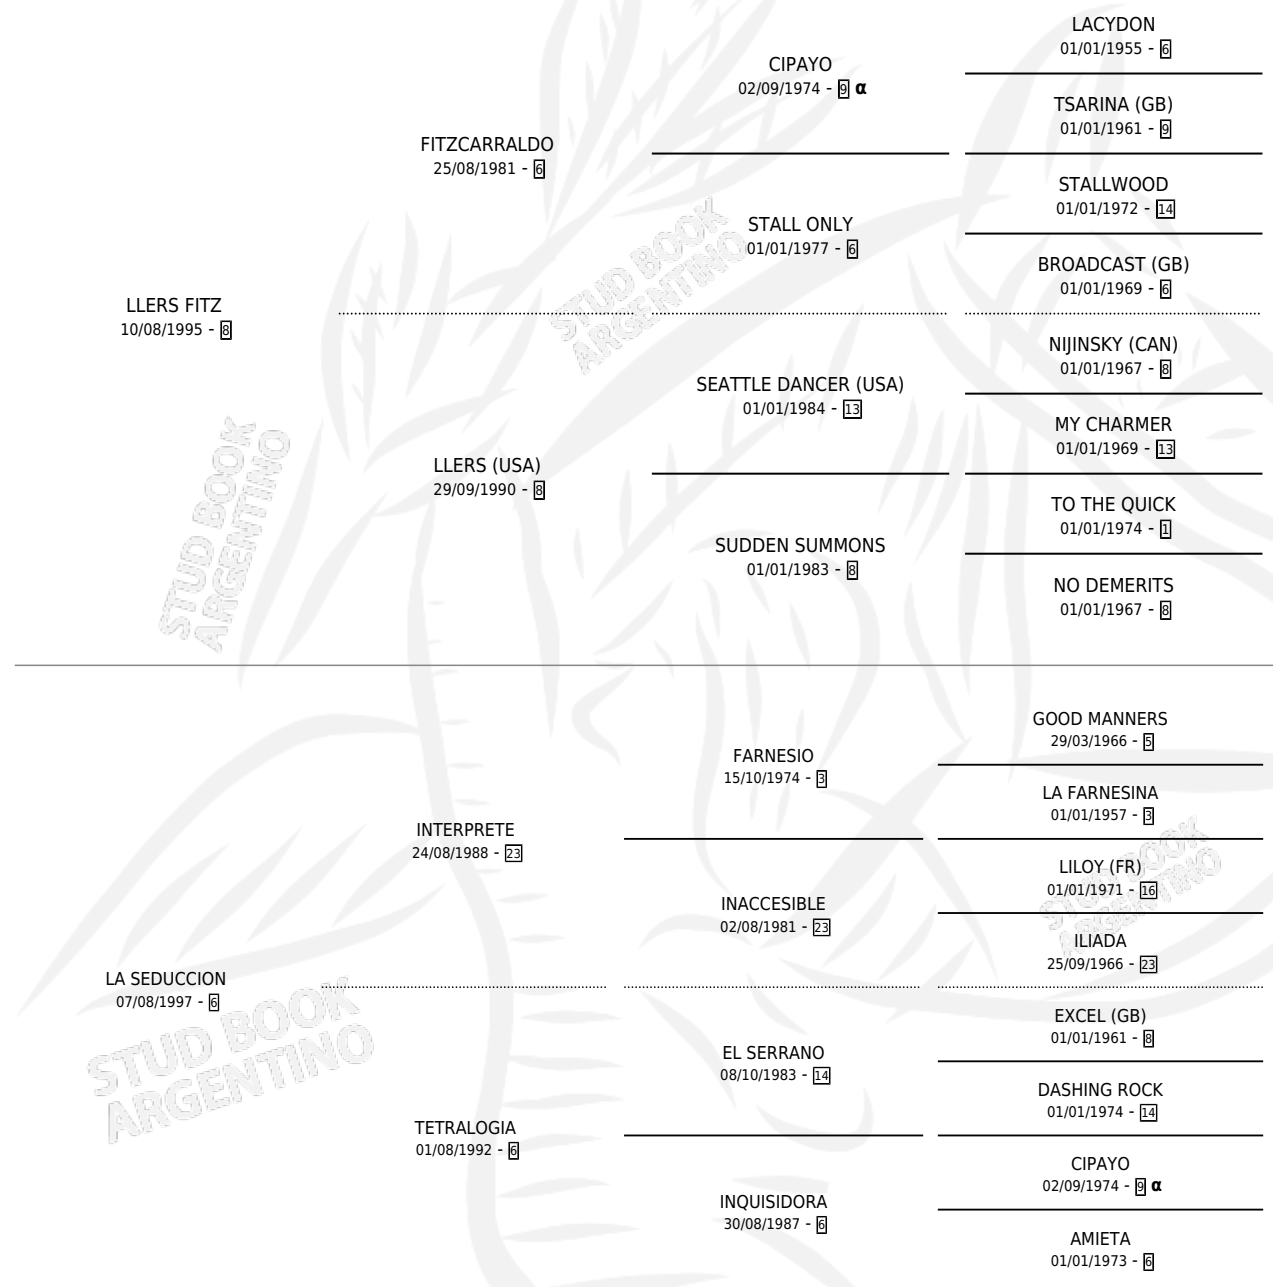 LACYDON
01/01/1955 - 6
CIPAYO
02/09/1974 - 9 α
TSARINA (GB)
01/01/1961 - 9
FITZCARRALDO
25/08/1981 - 6
STALLWOOD
01/01/1972 - 14
STALL ONLY
01/01/1977 - 6
BROADCAST (GB)
01/01/1969 - 6
LLERS FITZ
10/08/1995 - 8
NIJINSKY (CAN)
01/01/1967 - 8
SEATTLE DANCER (USA)
01/01/1984 - 13
MY CHARMER
01/01/1969 - 13
LLERS (USA)
29/09/1990 - 8
TO THE QUICK
01/01/1974 - 1
SUDDEN SUMMONS
01/01/1983 - 8
NO DEMERITS
01/01/1967 - 8
STUD BOOK
ARGENTINO
STUD BOOK
ARGENTINO
GOOD MANNERS
29/03/1966 - 5
FARNESIO
15/10/1974 - 3
LA FARNESINA
01/01/1957 - 3
INTERPRETE
24/08/1988 - 23
LILOY (FR)
01/01/1971 - 16
INACCESIBLE
02/08/1981 - 23
ILIADA
25/09/1966 - 23
LA SEDUCCION
07/08/1997 - 6
EXCEL (GB)
01/01/1961 - 8
EL SERRANO
08/10/1983 - 14
DASHING ROCK
01/01/1974 - 14
TETRALOGIA
01/08/1992 - 6
CIPAYO
02/09/1974 - 9 α
INQUISIDORA
30/08/1987 - 6
AMIETA
01/01/1973 - 6
STUD BOOK
ARGENTINO
STUD BOOK
ARGENTINO